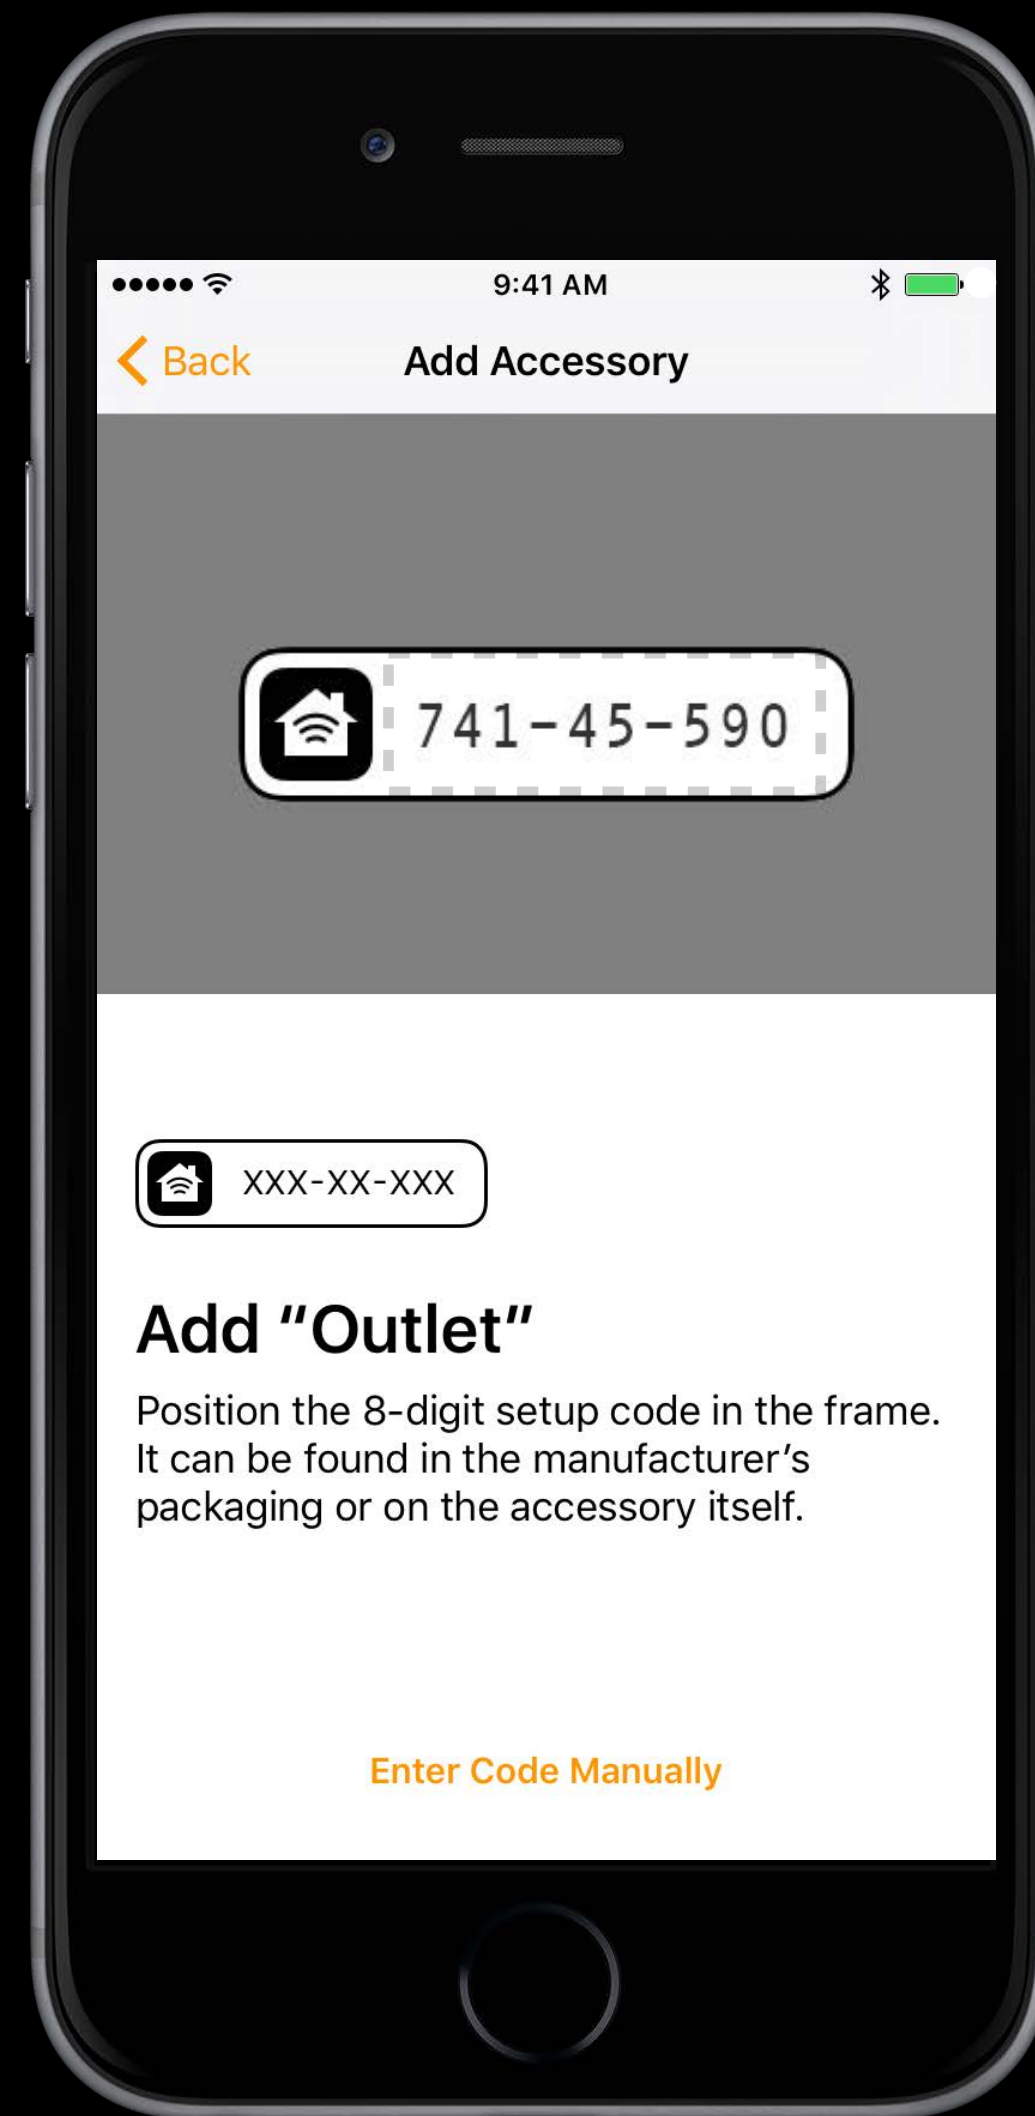 9:41 AM
Back
Add Accessory
741-45-590
XXX-XX-XXX
Add “Outlet”
Position the 8-digit setup code in the frame.
It can be found in the manufacturer’s
packaging or on the accessory itself.
Enter Code Manually